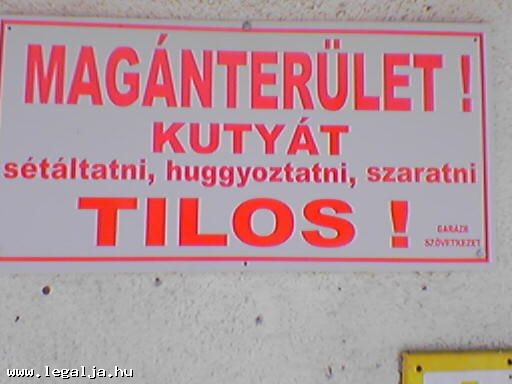 MAGÁNTERÜLET !
KUTYÁT
sétáltatni, huggyoztatni, szaratni
TILOS !
GARÁZS
SZÖVETKEZET
www.legalja.hu